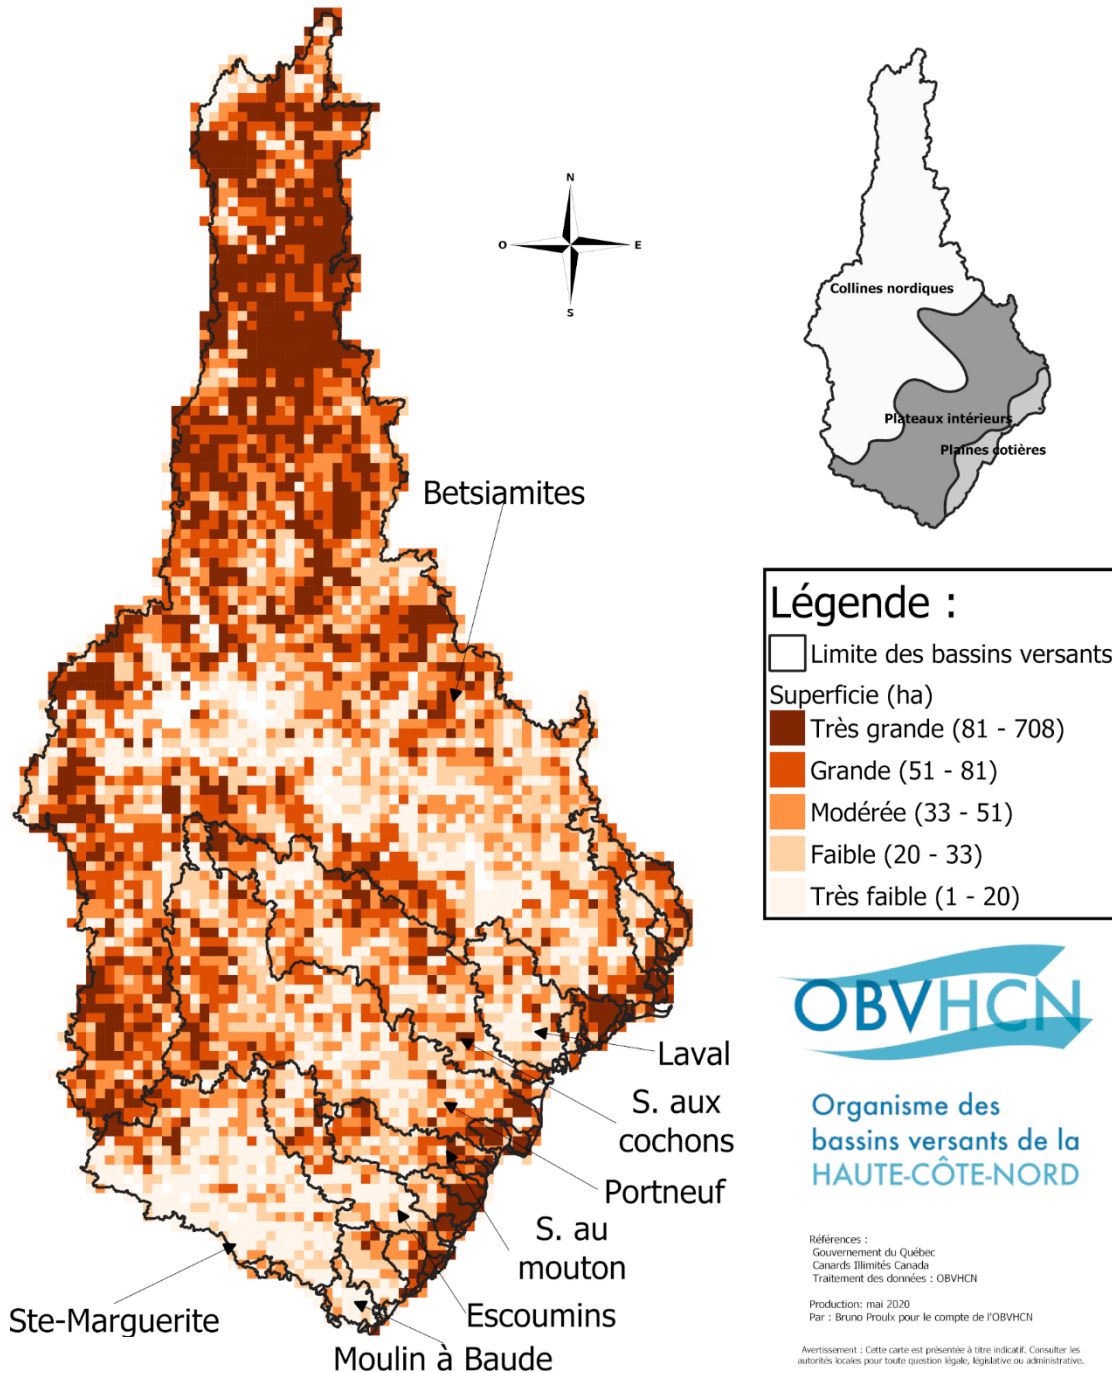 N
O
E
S
Collines nordiques
Plateaux intérieurs
Plaines cotières
Betsiamites
Laval
S. aux
cochons
Portneuf
S. au
mouton
Escoumins
Ste-Marguerite
Moulin à Baude
Légende :
Limite des bassins versants
Superficie (ha)
Très grande (81 - 708)
Grande (51 - 81)
Modérée (33 - 51)
Faible (20 - 33)
Très faible (1 - 20)
OBVHCN
Organisme des
bassins versants de la
HAUTE-CÔTE-NORD
Références :
Gouvernement du Québec
Canards Illimités Canada
Traitement des données : OBVHCN
Production: mai 2020
Par : Bruno Proulx pour le compte de l'OBVHCN
Avertissement : Cette carte est présentée à titre indicatif. Consulter les
autorités locales pour toute question légale, législative ou administrative.